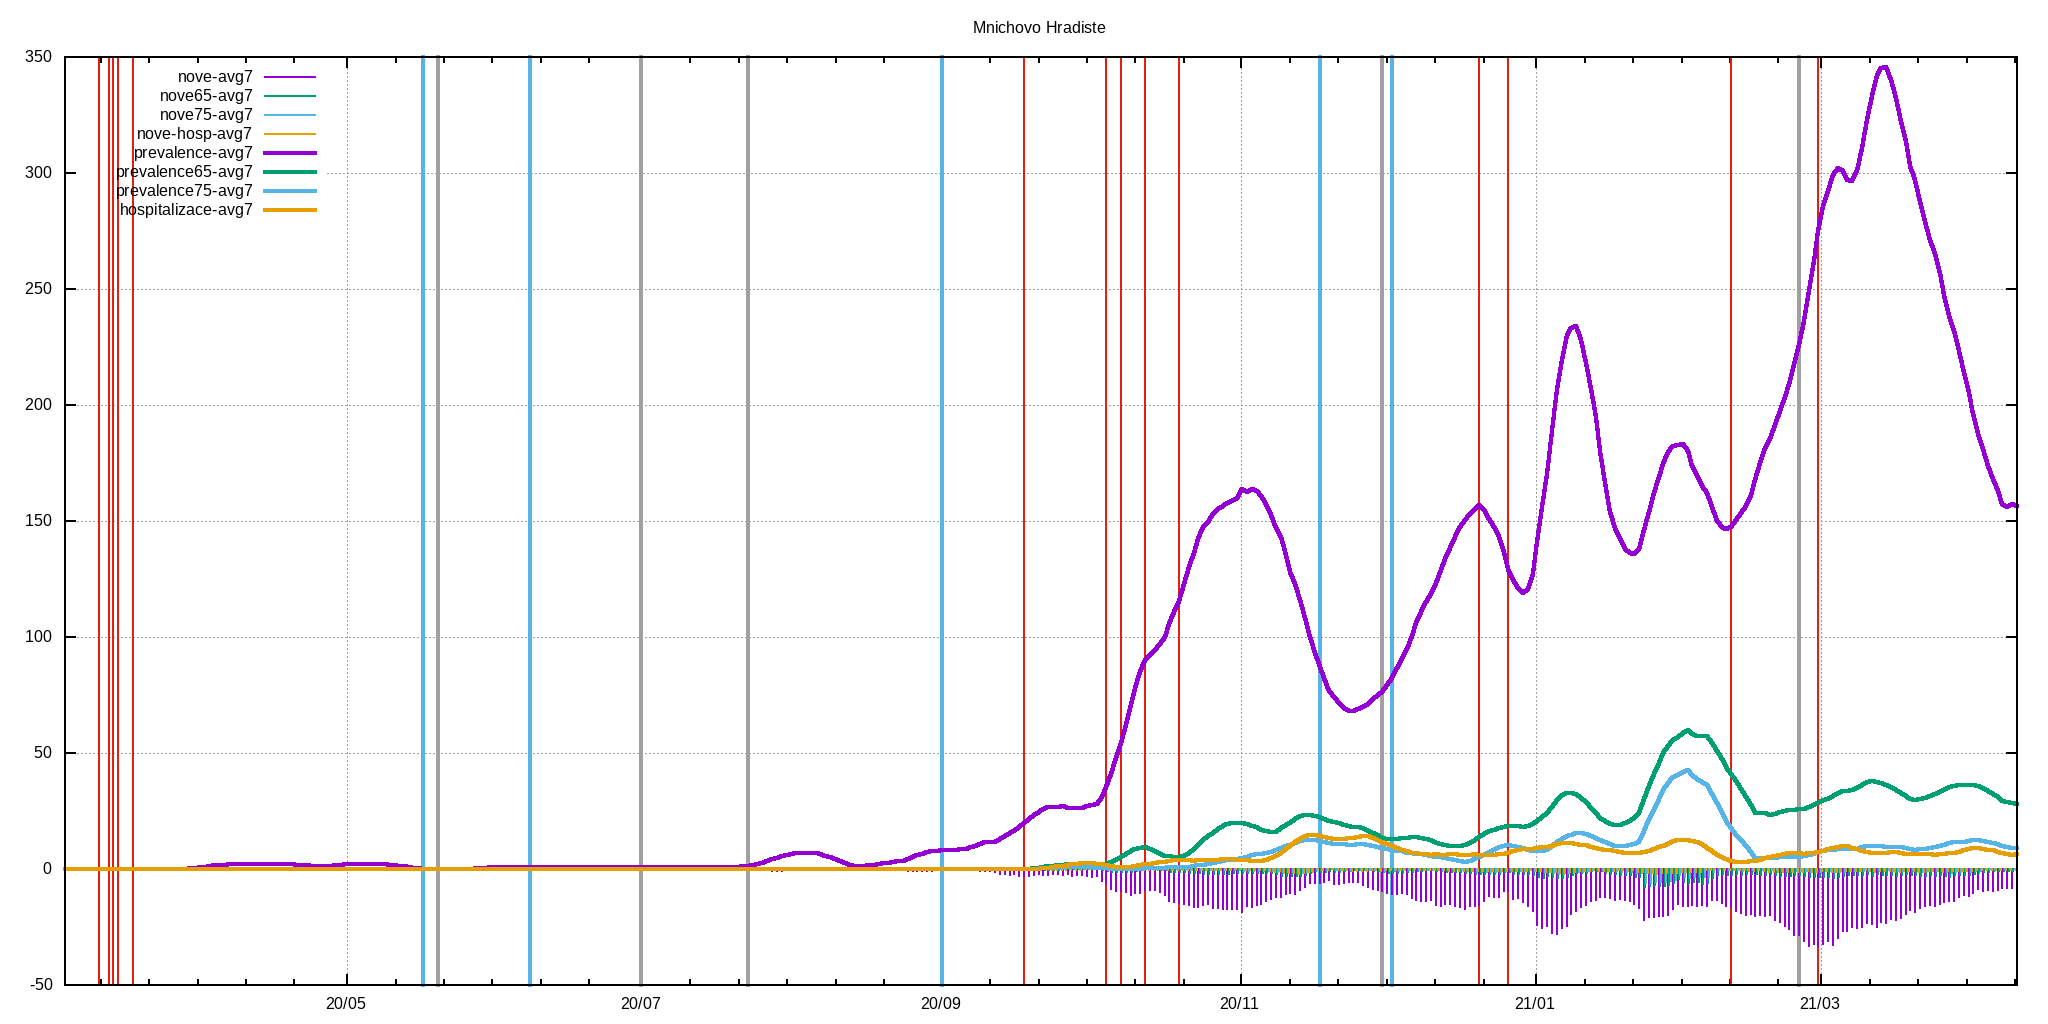 Mnichovo Hradiste
350
300
250
200
150
100
50
0
-50
nove-avg7
nove65-avg7
nove75-avg7
nove-hosp-avg7
prevalence-avg7
prevalence65-avg7
prevalence75-avg7
hospitalizace-avg7
20/05
20/07
20/09
20/11
21/01
21/03